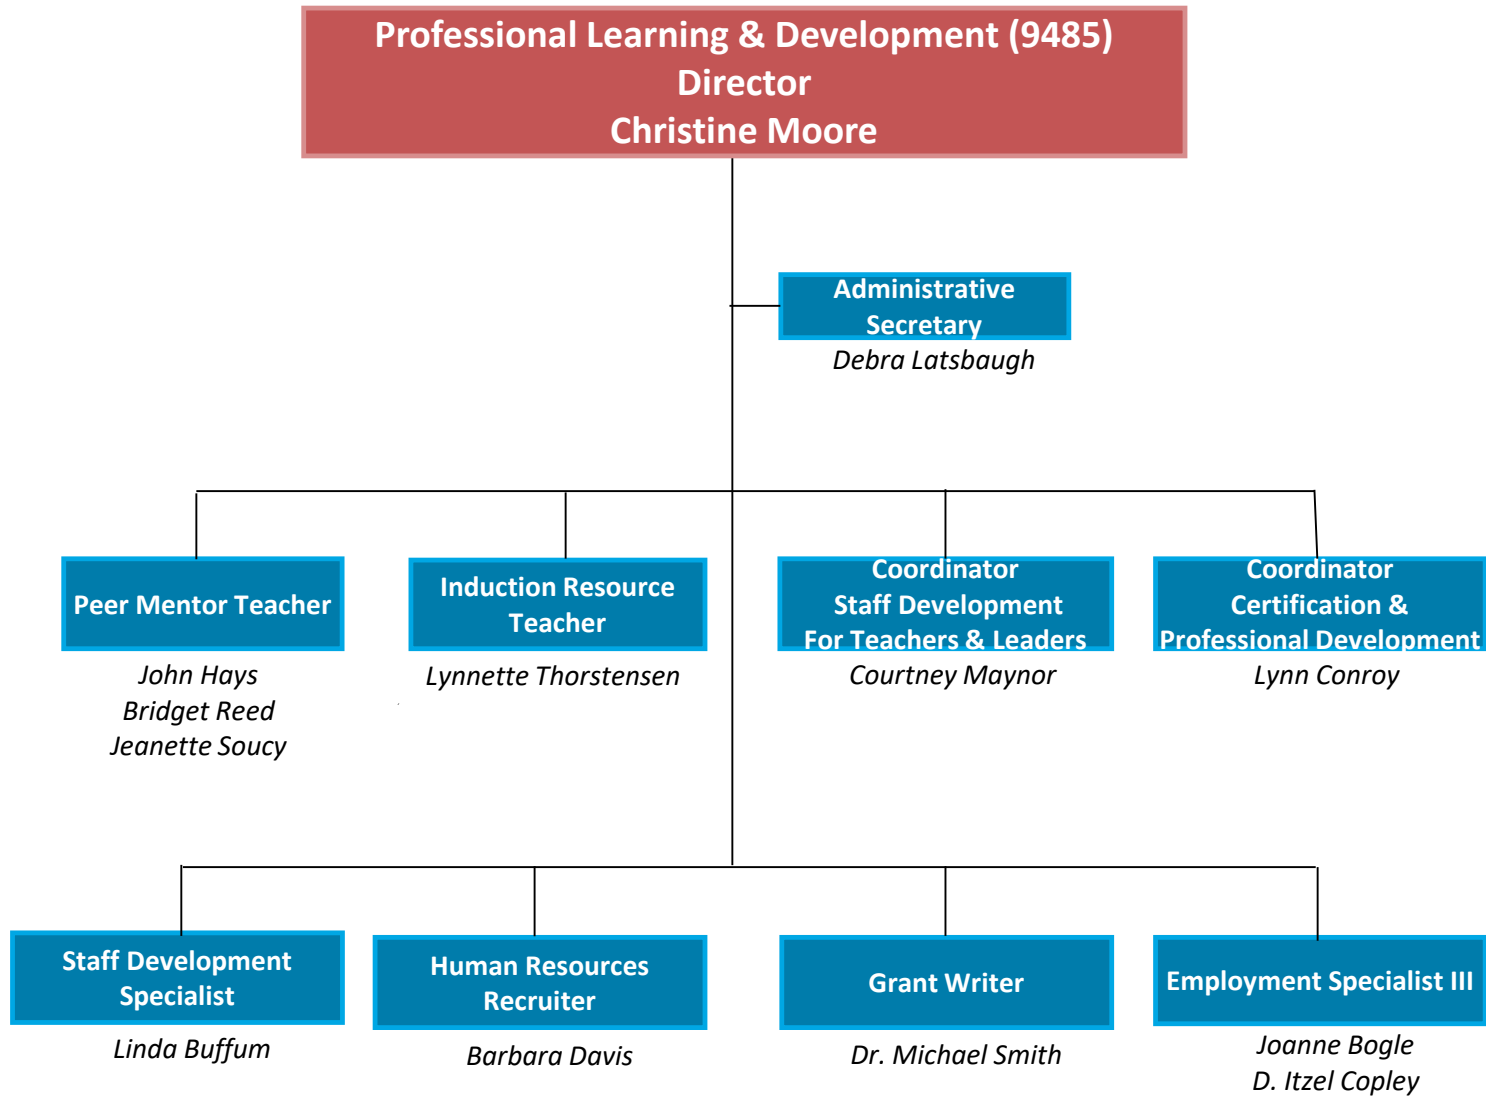 Professional Learning & Development (9485)
Director
Christine Moore
Administrative
Secretary
Debra Latsbaugh
Peer Mentor Teacher
John Hays
Bridget Reed
Jeanette Soucy
Induction Resource
Teacher
Lynnette Thorstensen
Coordinator
Staff Development
For Teachers & Leaders
Courtney Maynor
Coordinator
Certification &
Professional Development
Lynn Conroy
Staff Development
Specialist
Linda Buffum
Human Resources
Recruiter
Barbara Davis
Grant Writer
Dr. Michael Smith
Employment Specialist III
Joanne Bogle
D. Itzel Copley